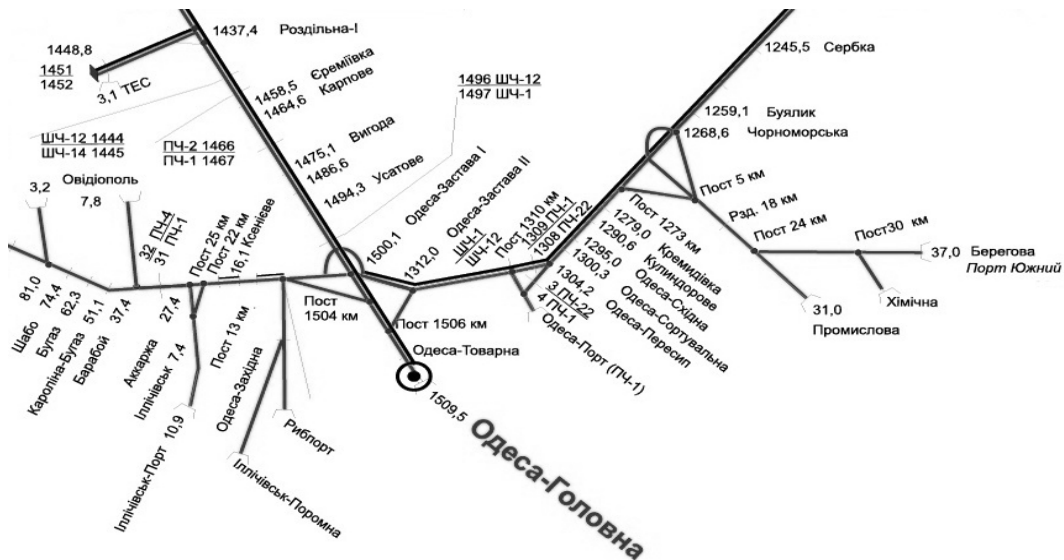 1448,8
1451
1452
3,1 ТЕС
1437,4 Роздільна-І
1458,5 Єреміївка
1464,6 Карпове
1496 ШЧ-12
1497 ШЧ-1
1245,5 Сербка
1259,1 Буялик
1268,6 Чорноморська
ШЧ-12 1444
ШЧ-14 1445
ПЧ-2 1466
ПЧ-1 1467
1475,1 Вигода
1486,6
1494,3 Усатове
3,2
Овідіополь
7,8
32 ПЧ-4
31 ПЧ-1
Пост 25 км
Пост 22 км
16,1 Ксенієве
1500,1 Одеса-Застава І
1312,0 Одеса-Застава ІІ
ШЧ-1
ШЧ-12
Пост 1310 км
1309 ПЧ-1
1308 ПЧ-22
Пост 5 км
Рзд. 18 км
Пост 24 км
Пост30 км
37,0 Берегова
Порт Южний
Хімічна
31,0
Промислова
Пост 1273 км
1279,0 Кремидівка
1290,6 Кулиндорове
1295,0 Одеса-Східна
1300,3 Одеса-Сортувальна
1304,2 Одеса-Пересип
3 ПЧ-22
4 ПЧ-1
Одеса-Порт (ПЧ-1)
Шабо 81,0
Бугаз 74,4
Кароліна-Бугаз 62,3
Барабой 51,1
37,4
Аккаржа 27,4
Іллічівськ 7,4
Іллічівськ-Порт 10,9
Пост 13 км
Одеса-Західна
Рибпорт
Іллічівськ-Поромна
Пост
1504 км
Пост 1506 км
Одеса-Товарна
1509,5 Одеса-Головна